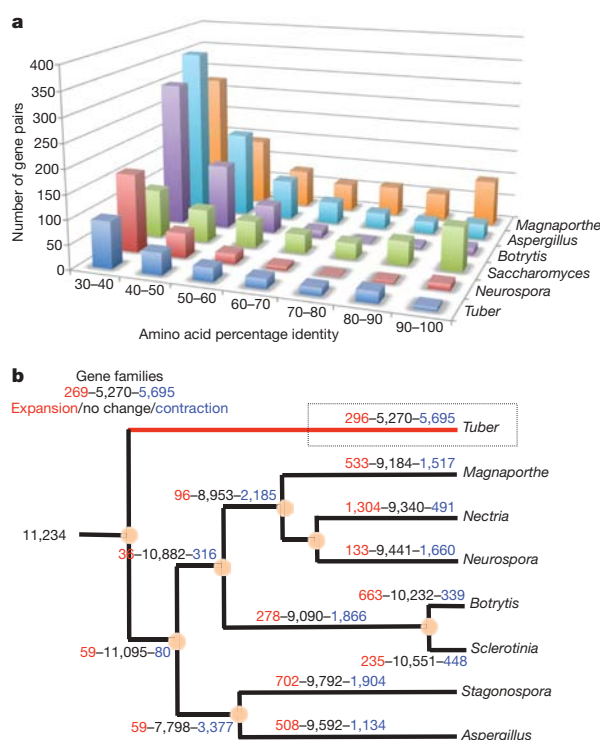 a
Number of gene pairs
400
350
300
250
200
150
100
50
0
30–40
40–50
50–60
60–70
70–80
80–90
90–100
Amino acid percentage identity
Magnaporthe
Aspergillus
Botrytis
Saccharomyces
Neurospora
Tuber
b
Gene families
269–5,270–5,695
Expansion/no change/contraction
296–5,270–5,695
Tuber
533–9,184–1,517
Magnaporthe
96–8,953–2,185
1,304–9,340–491
Nectria
11,234
36–10,882–316
133–9,441–1,660
Neurospora
663–10,232–339
Botrytis
278–9,090–1,866
59–11,095–80
Sclerotinia
235–10,551–448
702–9,792–1,904
Stagonospora
59–7,798–3,377
508–9,592–1,134
Aspergillus